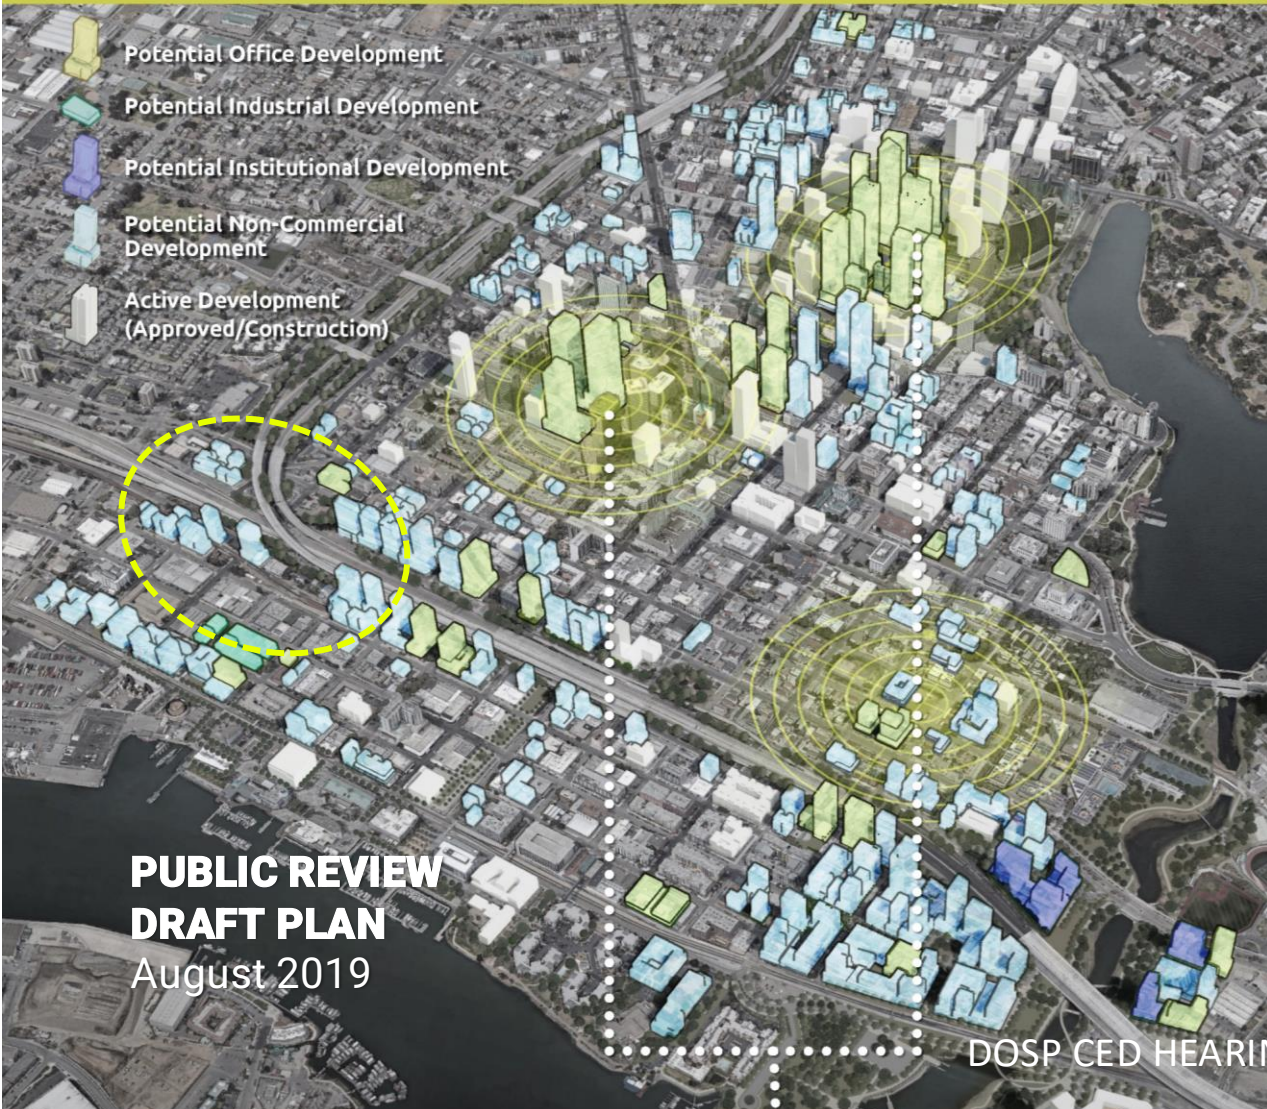 Potential Office Development
Potential Industrial Development
Potential Institutional Development
Potential Non-Commercial
Development
Active Development
(Approved/Construction)
PUBLIC REVIEW
DRAFT PLAN
August 2019
DOSP CED HEARIN